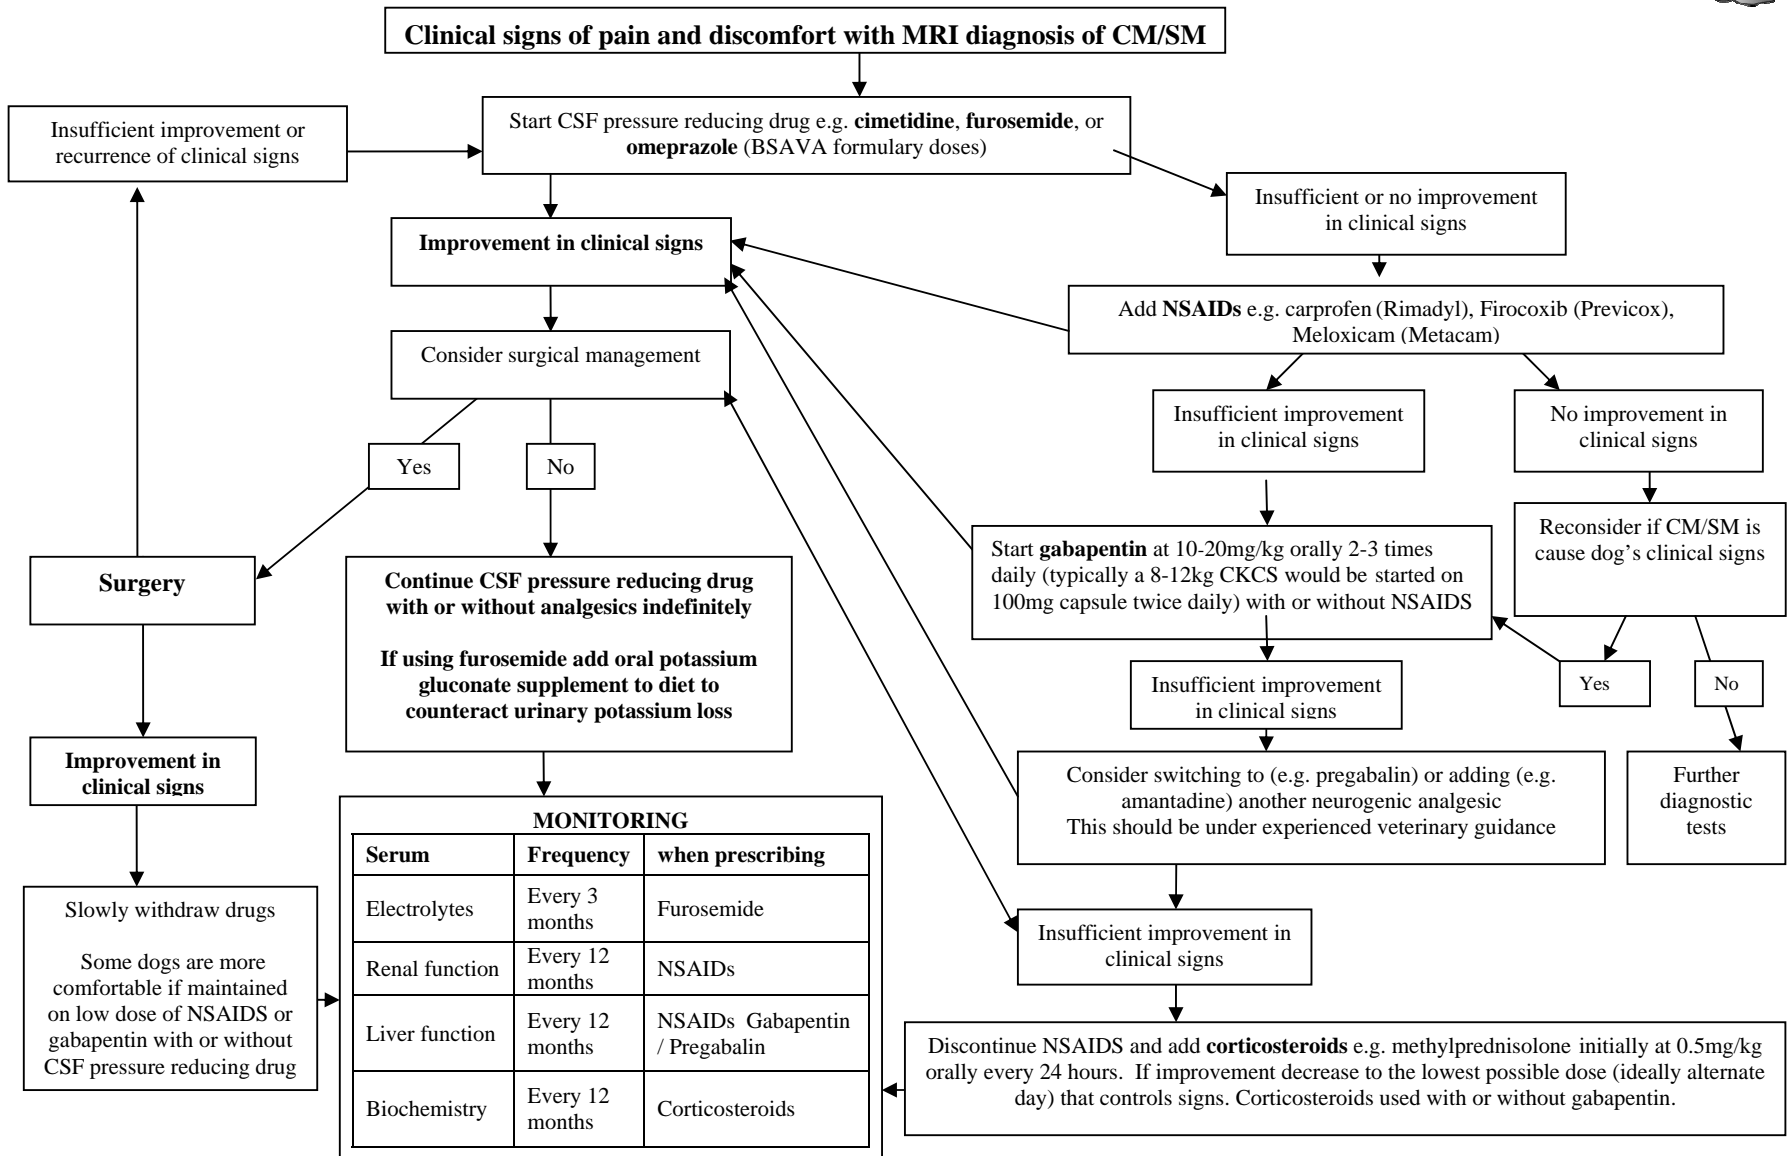 Clinical signs of pain and discomfort with MRI diagnosis of CM/SM
Insufficient improvement or
recurrence of clinical signs
Start CSF pressure reducing drug e.g. cimetidine, furosemide, or
omeprazole (BSAVA formulary doses)
Insufficient or no improvement
in clinical signs
Improvement in clinical signs
Add NSAIDs e.g. carprofen (Rimadyl), Firocoxib (Previcox),
Meloxicam (Metacam)
Consider surgical management
Insufficient improvement
in clinical signs
No improvement in
clinical signs
Yes
No
Reconsider if CM/SM is
cause dog's clinical signs
Start gabapentin at 10-20mg/kg orally 2-3 times
daily (typically a 8-12kg CKCS would be started on
100mg capsule twice daily) with or without NSAIDS
Surgery
Continue CSF pressure reducing drug
with or without analgesics indefinitely
If using furosemide add oral potassium
gluconate supplement to diet to
counteract urinary potassium loss
Insufficient improvement
in clinical signs
Yes
No
Improvement in
clinical signs
Consider switching to (e.g. pregabalin) or adding (e.g.
amantadine) another neurogenic analgesic
This should be under experienced veterinary guidance
Further
diagnostic
tests
MONITORING
Serum Frequency when prescribing
Electrolytes Every 3 months Furosemide
Renal function Every 12 months NSAIDs
Liver function Every 12 months NSAIDs Gabapentin / Pregabalin
Biochemistry Every 12 months Corticosteroids
Slowly withdraw drugs
Some dogs are more
comfortable if maintained
on low dose of NSAIDS or
gabapentin with or without
CSF pressure reducing drug
Insufficient improvement in
clinical signs
Discontinue NSAIDS and add corticosteroids e.g. methylprednisolone initially at 0.5mg/kg
orally every 24 hours. If improvement decrease to the lowest possible dose (ideally alternate
day) that controls signs. Corticosteroids used with or without gabapentin.